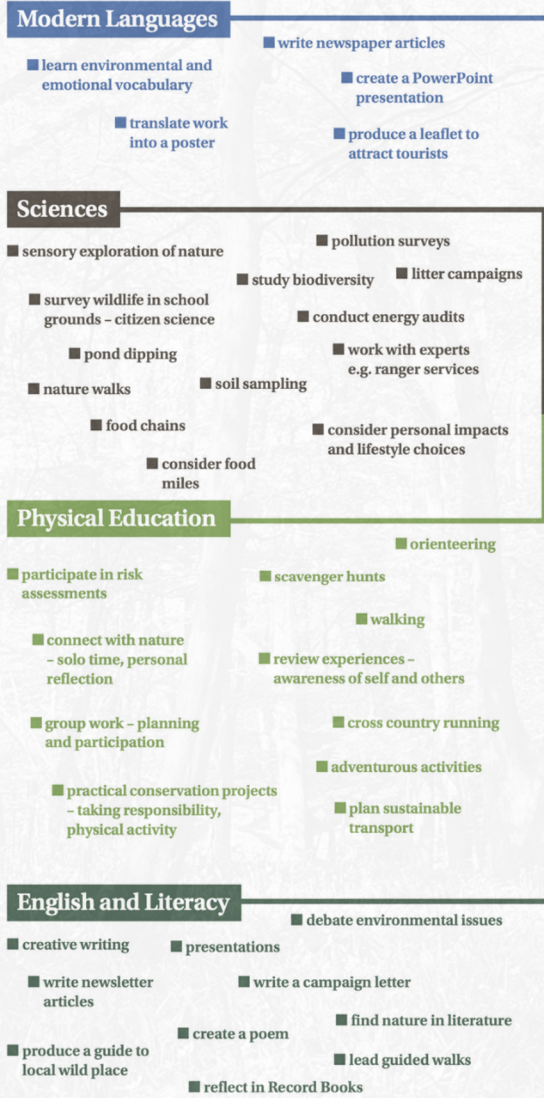 Modern Languages
write newspaper articles
learn environmental and
emotional vocabulary
create a PowerPoint
presentation
translate work
into a poster
produce a leaflet to
attract tourists
Sciences
pollution surveys
sensory exploration of nature
study biodiversity
litter campaigns
survey wildlife in school
grounds – citizen science
conduct energy audits
pond dipping
work with experts
e.g. ranger services
nature walks
soil sampling
food chains
consider personal impacts
and lifestyle choices
consider food
miles
Physical Education
orienteering
participate in risk
assessments
scavenger hunts
walking
connect with nature
– solo time, personal
reflection
review experiences –
awareness of self and others
group work – planning
and participation
cross country running
adventurous activities
practical conservation projects
– taking responsibility,
physical activity
plan sustainable
transport
English and Literacy
debate environmental issues
creative writing
presentations
write newsletter
articles
write a campaign letter
find nature in literature
create a poem
produce a guide to
local wild place
lead guided walks
reflect in Record Books